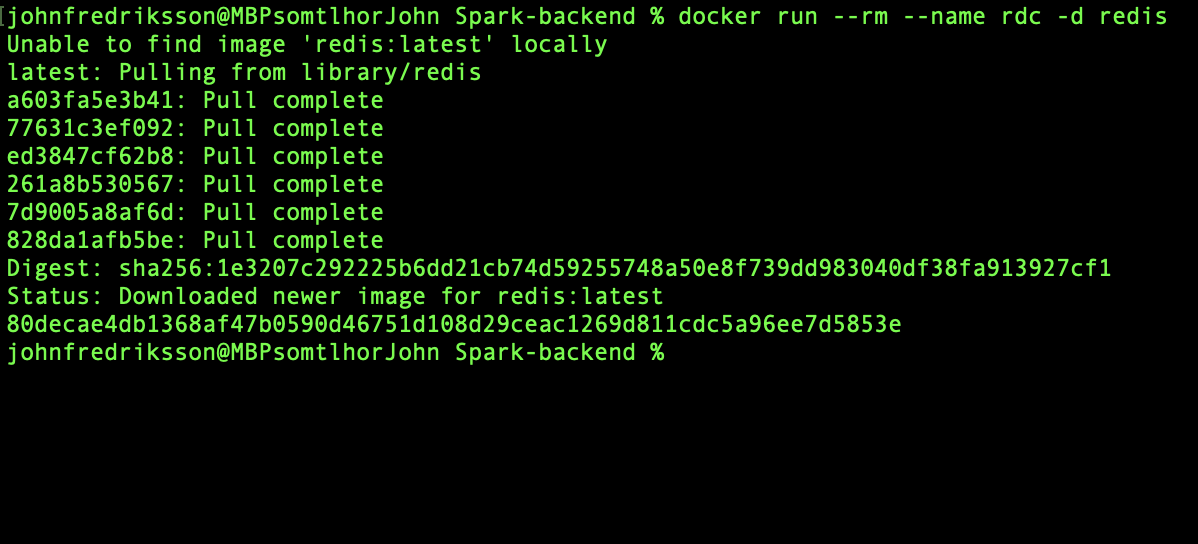 johnfredriksson@MBPsomtlhorJohn Spark-backend % docker run --rm --name rdc -d redis
Unable to find image 'redis:latest' locally
latest: Pulling from library/redis
a603fa5e3b41: Pull complete
77631c3ef092: Pull complete
ed3847cf62b8: Pull complete
261a8b530567: Pull complete
7d9005a8af6d: Pull complete
828da1afb5be: Pull complete
Digest: sha256:1e3207c292225b6dd21cb74d59255748a50e8f739dd983040df38fa913927cf1
Status: Downloaded newer image for redis:latest
80decae4db1368af47b0590d46751d108d29ceac1269d811cdc5a96ee7d5853e
johnfredriksson@MBPsomtlhorJohn Spark-backend %